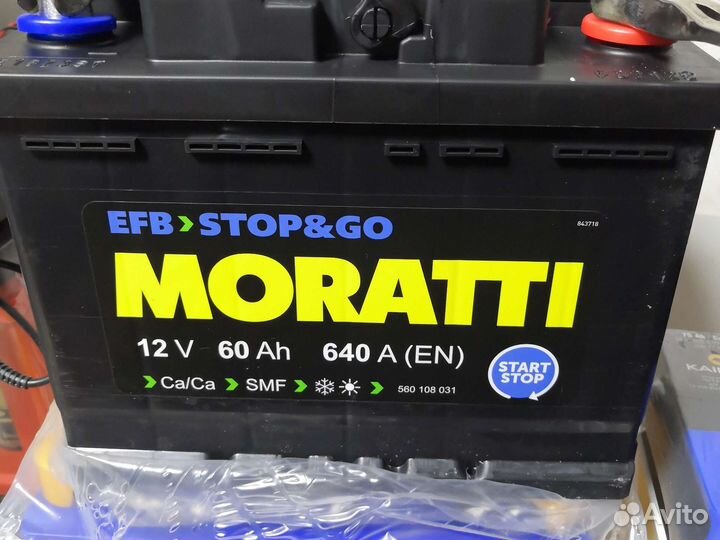 EFB > STOP&GO
843718
MORATTI
12 V 60 Ah 640 A (EN)
START
STOP
> Ca/Ca > SMF > > 560 108 031
KAI
Avito